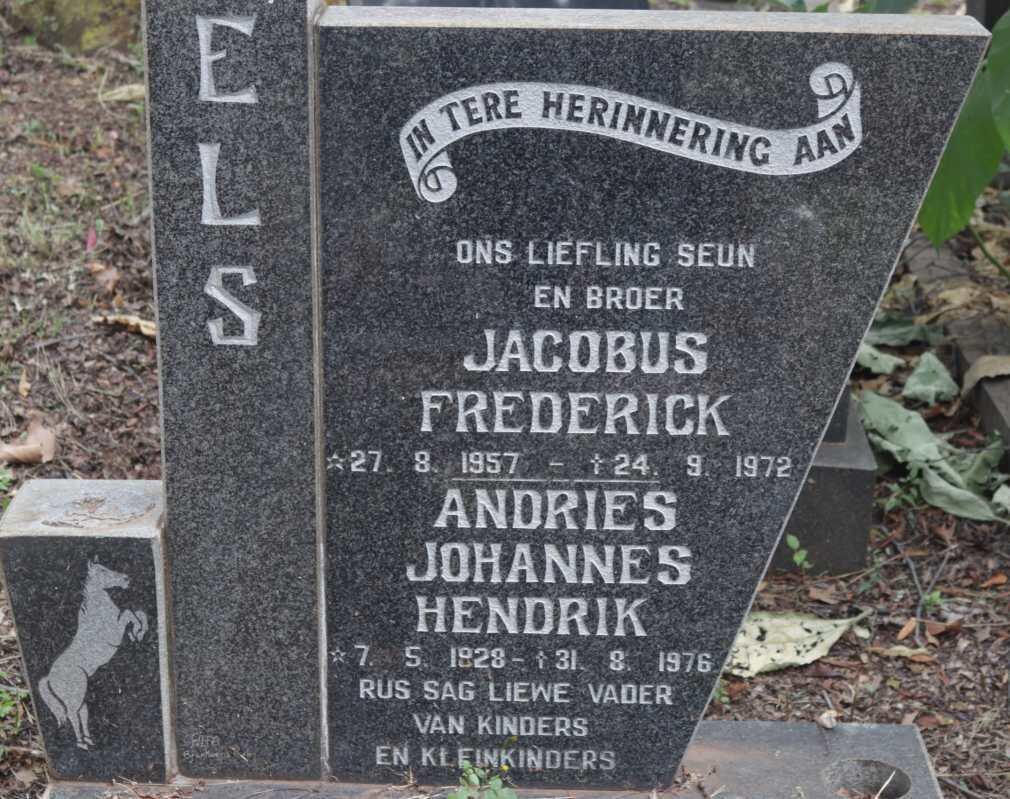 ELS
IN TERE HERINNERING AAN
ONS LIEFLING SEUN
EN BROER
JACOBUS
FREDERICK
☆27. 8. 1957 - †24. 9. 1972
ANDRIES
JOHANNES
HENDRIK
☆7. 5. 1928 - †31. 8. 1976
RUS SAG LIEWE VADER
VAN KINDERS
EN KLEINKINDERS